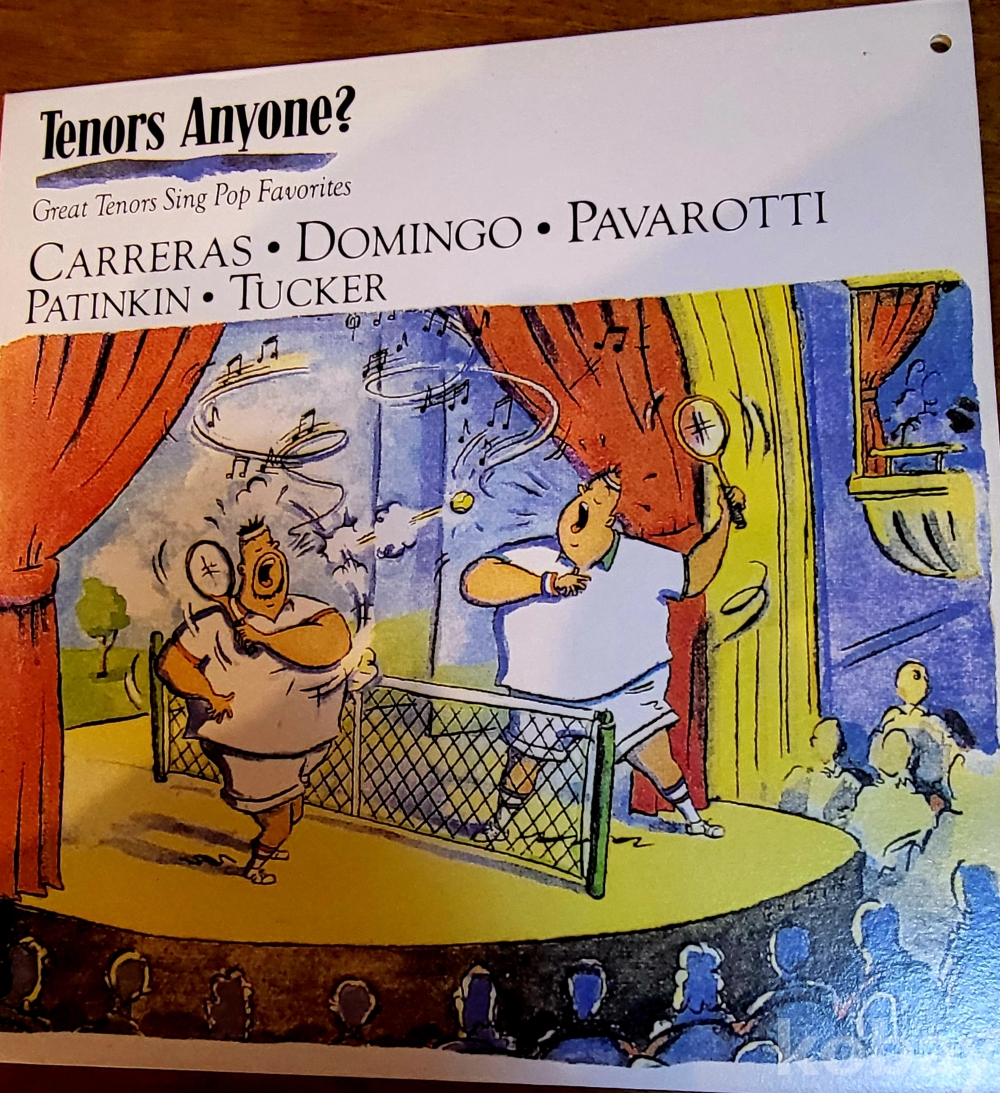 Tenors Anyone?
Great Tenors Sing Pop Favorites
CARRERAS • DOMINGO • PAVAROTTI
PATINKIN • TUCKER